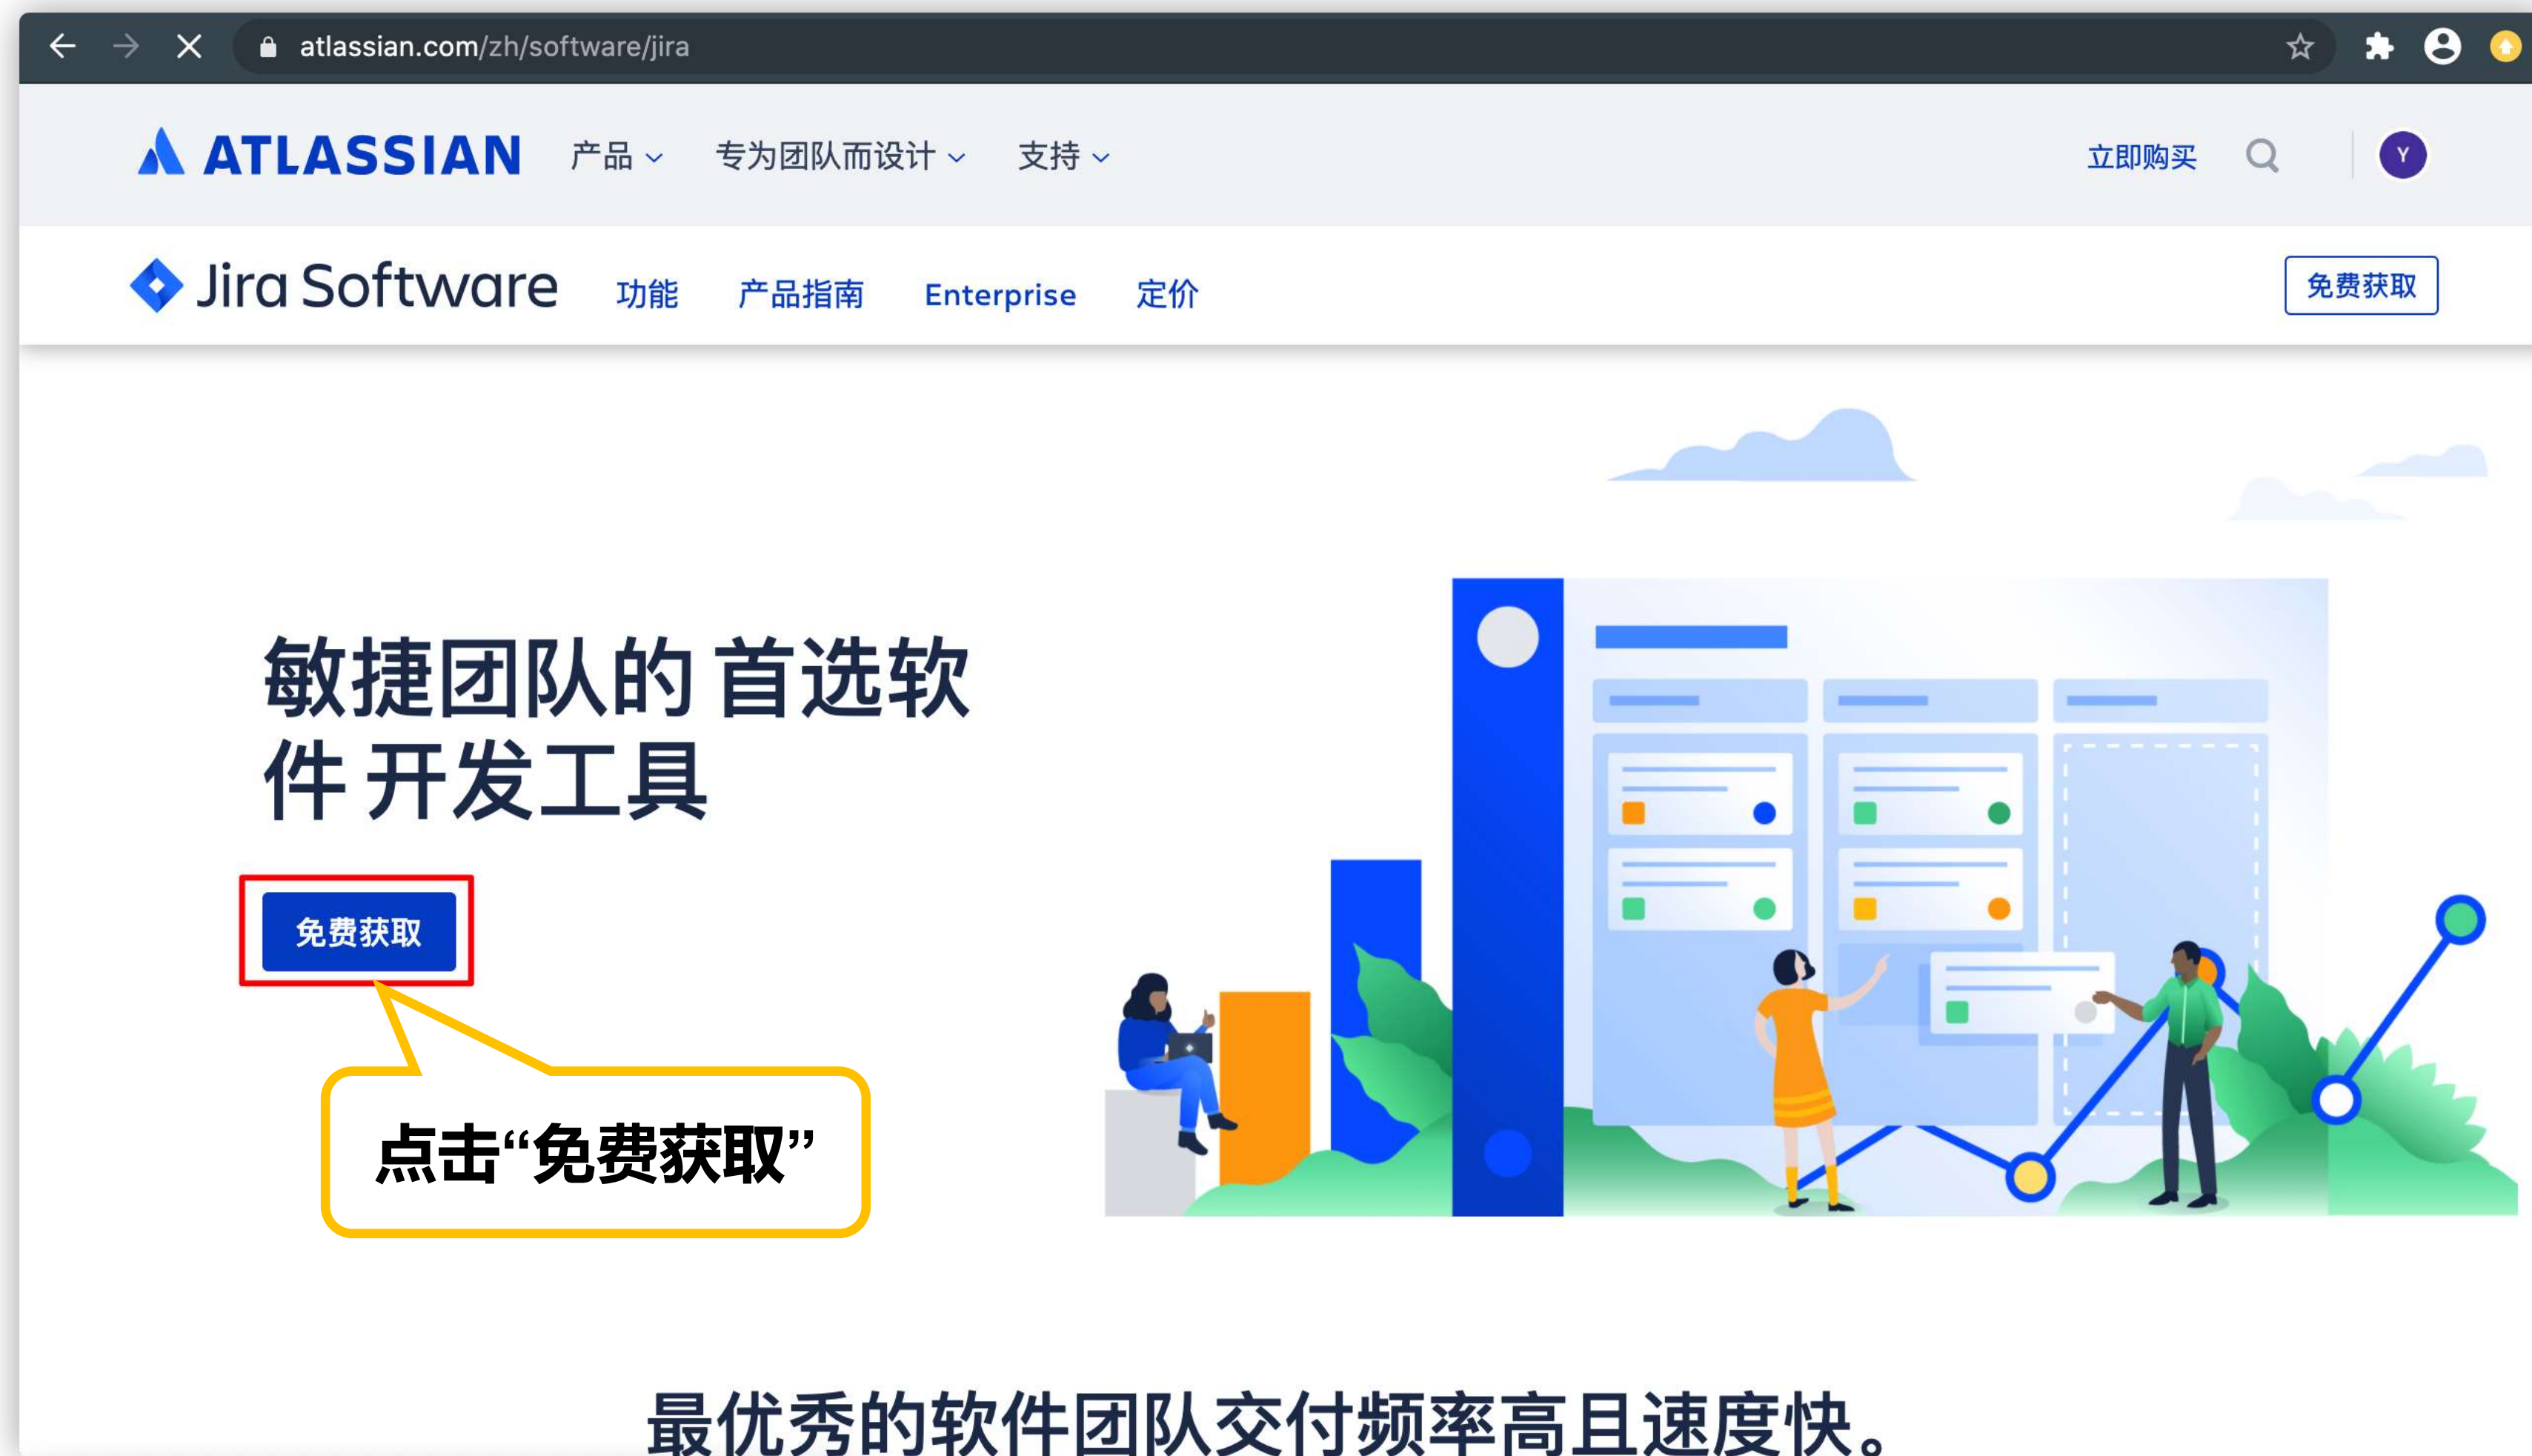 atlassian.com/zh/software/jira
ATLASSIAN 产品 专为团队而设计 支持 立即购买 Y
Jira Software 功能 产品指南 Enterprise 定价 免费获取
敏捷团队的 首选软
件 开发工具
免费获取
点击“免费获取”
最优秀的软件团队交付频率高且速度快。